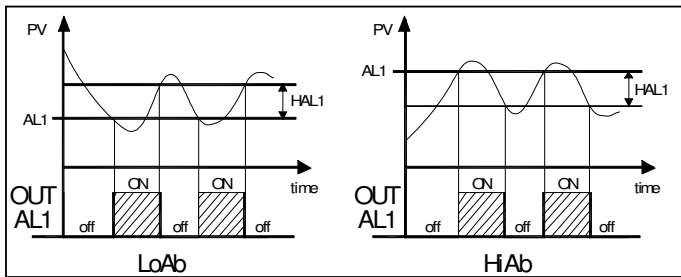 PV
HAL1
AL1
time
OUT
AL1
off
ON
off
ON
off
LoAb
PV
AL1
HAL1
time
OUT
AL1
off
ON
off
ON
off
HiAb